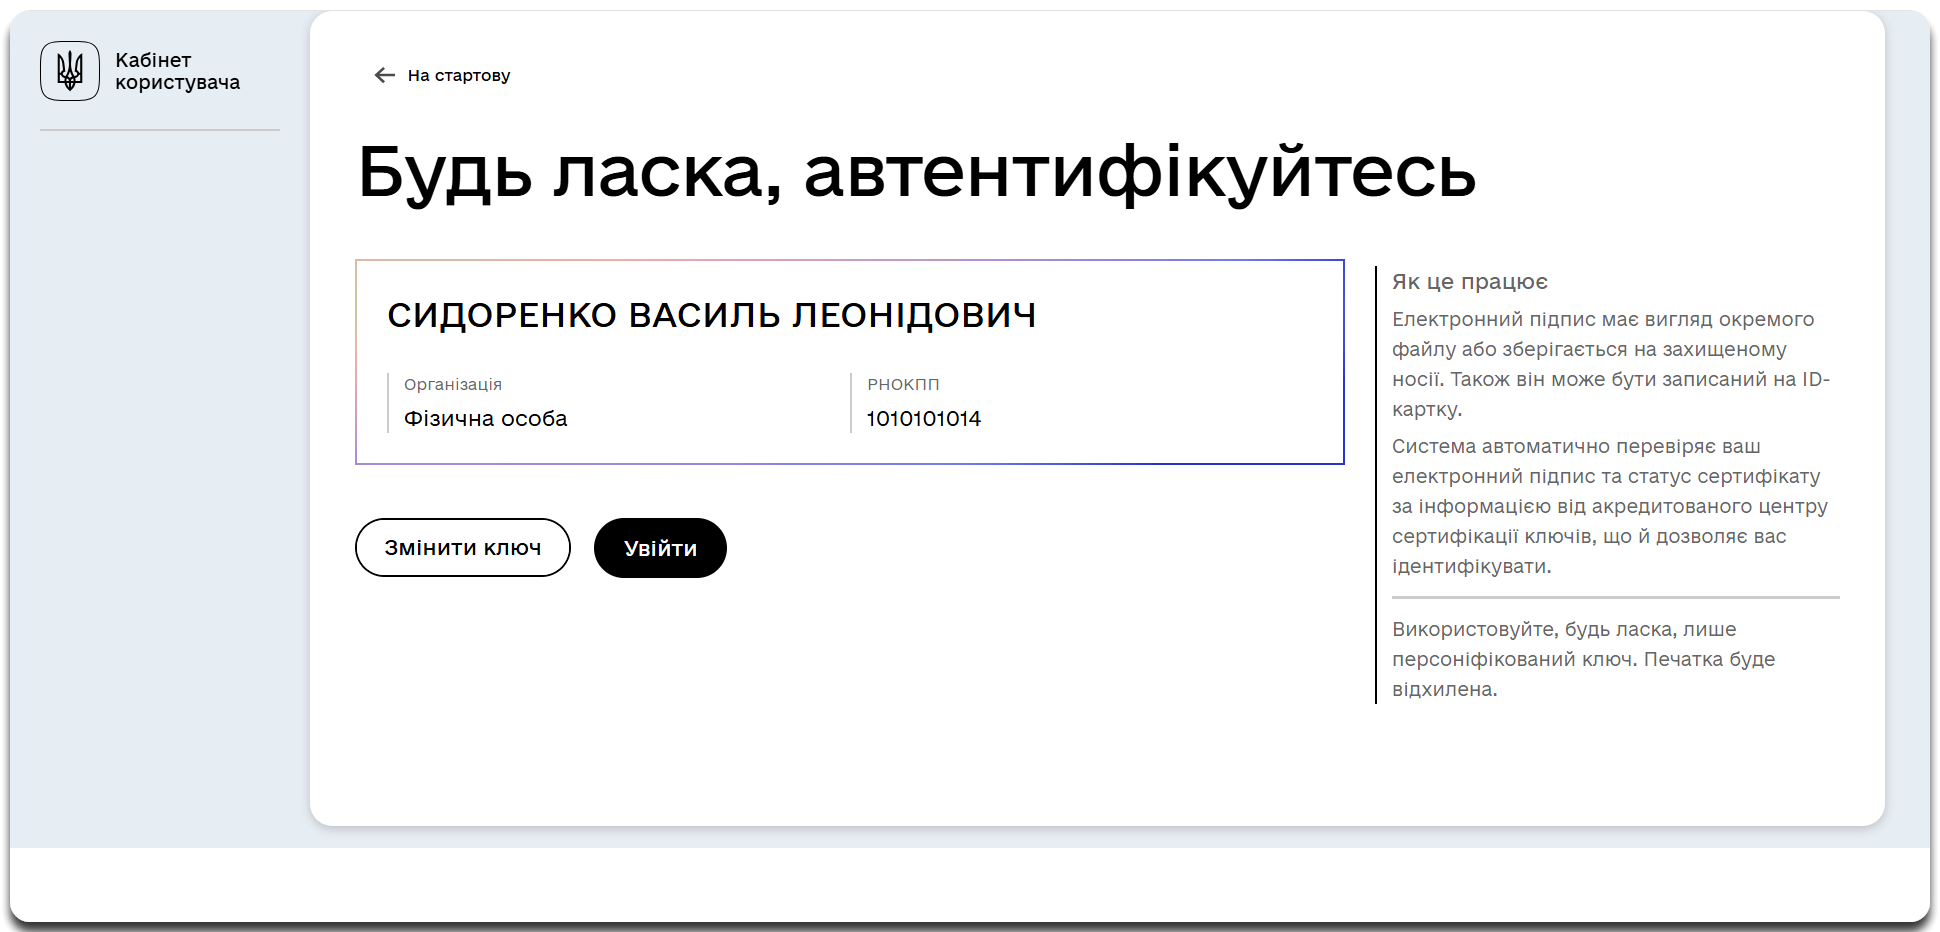 Кабінет
користувача
На стартову
Будь ласка, автентифікуйтесь
СИДОРЕНКО ВАСИЛЬ ЛЕОНІДОВИЧ
Організація
Фізична особа
РНОКПП
1010101014
Змінити ключ
Увійти
Як це працює
Електронний підпис має вигляд окремого
файлу або зберігається на захищеному
носії. Також він може бути записаний на ID-
картку.
Система автоматично перевіряє ваш
електронний підпис та статус сертифікату
за інформацією від акредитованого центру
сертифікації ключів, що й дозволяє вас
ідентифікувати.
Використовуйте, будь ласка, лише
персоніфікований ключ. Печатка буде
відхилена.